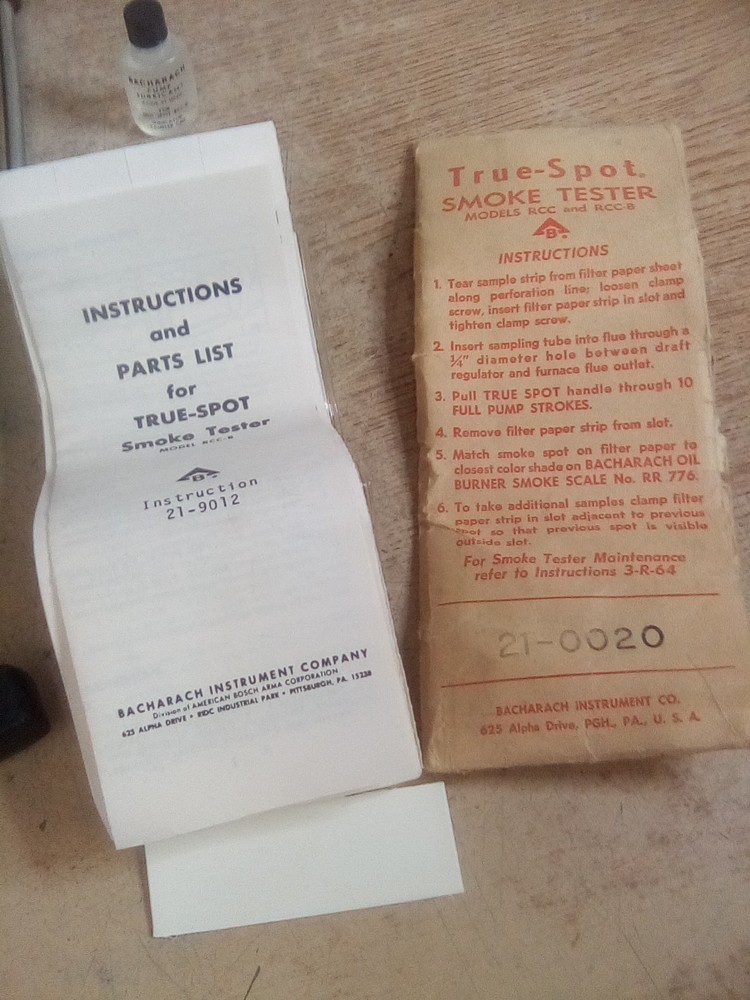 BACHARACH
PUMP
LUBRICANT
INSTRUCTIONS
and
PARTS LIST
for
TRUE-SPOT
Smoke Tester
MODEL RCC-B
B
Instruction
21-9012
BACHARACH INSTRUMENT COMPANY
Division of AMERICAN BOSCH ARMA CORPORATION
625 ALPHA DRIVE • RIDC INDUSTRIAL PARK • PITTSBURGH, PA. 15238
True-Spot®
SMOKE TESTER
MODELS RCC and RCC-B
B
INSTRUCTIONS
1. Tear sample strip from filter paper sheet
along perforation line; loosen clamp
screw, insert filter paper strip in slot and
tighten clamp screw.
2. Insert sampling tube into flue through a
¼" diameter hole between draft
regulator and furnace flue outlet.
3. Pull TRUE SPOT handle through 10
FULL PUMP STROKES.
4. Remove filter paper strip from slot.
5. Match smoke spot on filter paper to
closest color shade on BACHARACH OIL
BURNER SMOKE SCALE No. RR 776.
6. To take additional samples clamp filter
paper strip in slot adjacent to previous
spot so that previous spot is visible
outside slot.
For Smoke Tester Maintenance
refer to Instructions 3-R-64
21-0020
BACHARACH INSTRUMENT CO.
625 Alpha Drive, PGH., PA., U. S. A.